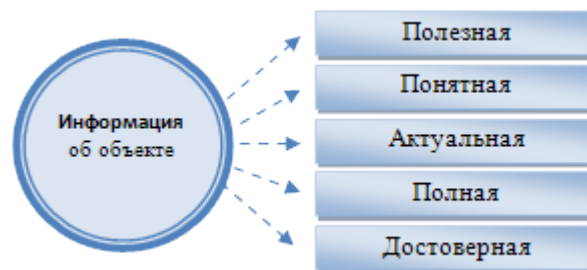 Информация
об объекте
Полезная
Понятная
Актуальная
Полная
Достоверная